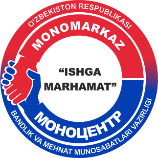 O'ZBEKISTON RESPUBLIKASI
MONOMARKAZ
"ISHGA
MARHAMAT"
МОНОЦЕНТР
BANDLIK VA MEHNAT MUNOSABATLARI VAZIRLIGI